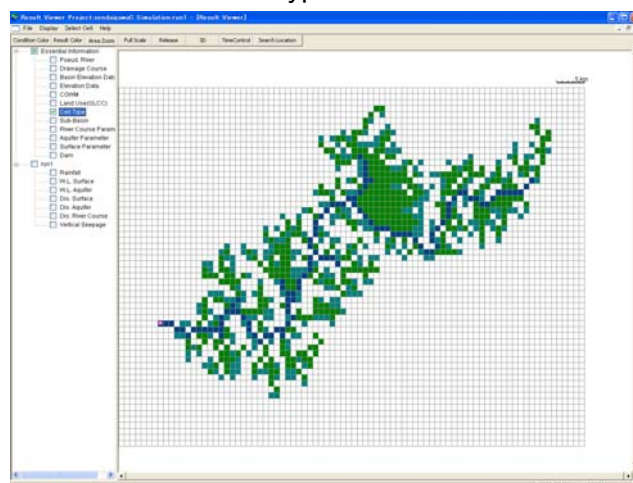 Result Viewer Project:sendaigawaC Simulation:run1 - [Result Viewer]
File Display Select Cell Help
Condition Color Result Color Area Zoom Full Scale Release 3D TimeControl Search Location
Essential Information
Pseud. River
Drainage Course
Basin Elevation Data
Elevation Data
COWM
Land Use(GLCC)
Cell Type
Sub-Basin
River Course Param
Aquifer Parameter
Surface Parameter
Dam
run1
Rainfall
W.L. Surface
W.L. Aquifer
Dis. Surface
Dis. Aquifer
Dis. River Course
Vertical Seepage